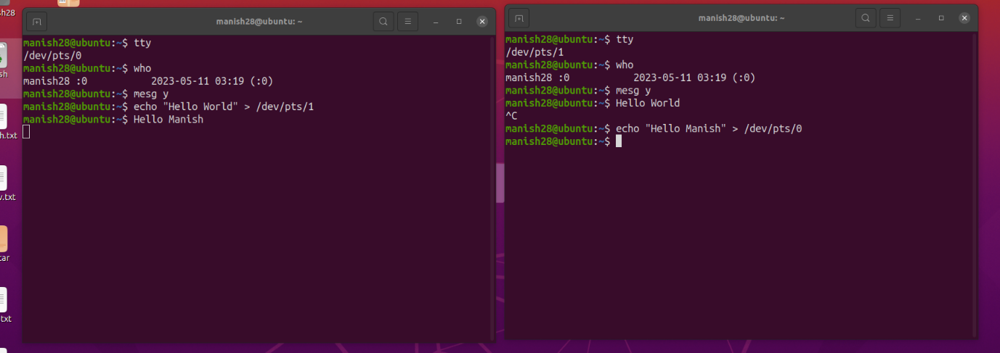 sh28
sh
h.txt
v.txt
car
.txt
manish28@ubuntu: ~
manish28@ubuntu:~$ tty
/dev/pts/0
manish28@ubuntu:~$ who
manish28 :0           2023-05-11 03:19 (:0)
manish28@ubuntu:~$ mesg y
manish28@ubuntu:~$ echo "Hello World" > /dev/pts/1
manish28@ubuntu:~$ Hello Manish
manish28@ubuntu: ~
manish28@ubuntu:~$ tty
/dev/pts/1
manish28@ubuntu:~$ who
manish28 :0           2023-05-11 03:19 (:0)
manish28@ubuntu:~$ mesg y
manish28@ubuntu:~$ Hello World
^C
manish28@ubuntu:~$ echo "Hello Manish" > /dev/pts/0
manish28@ubuntu:~$